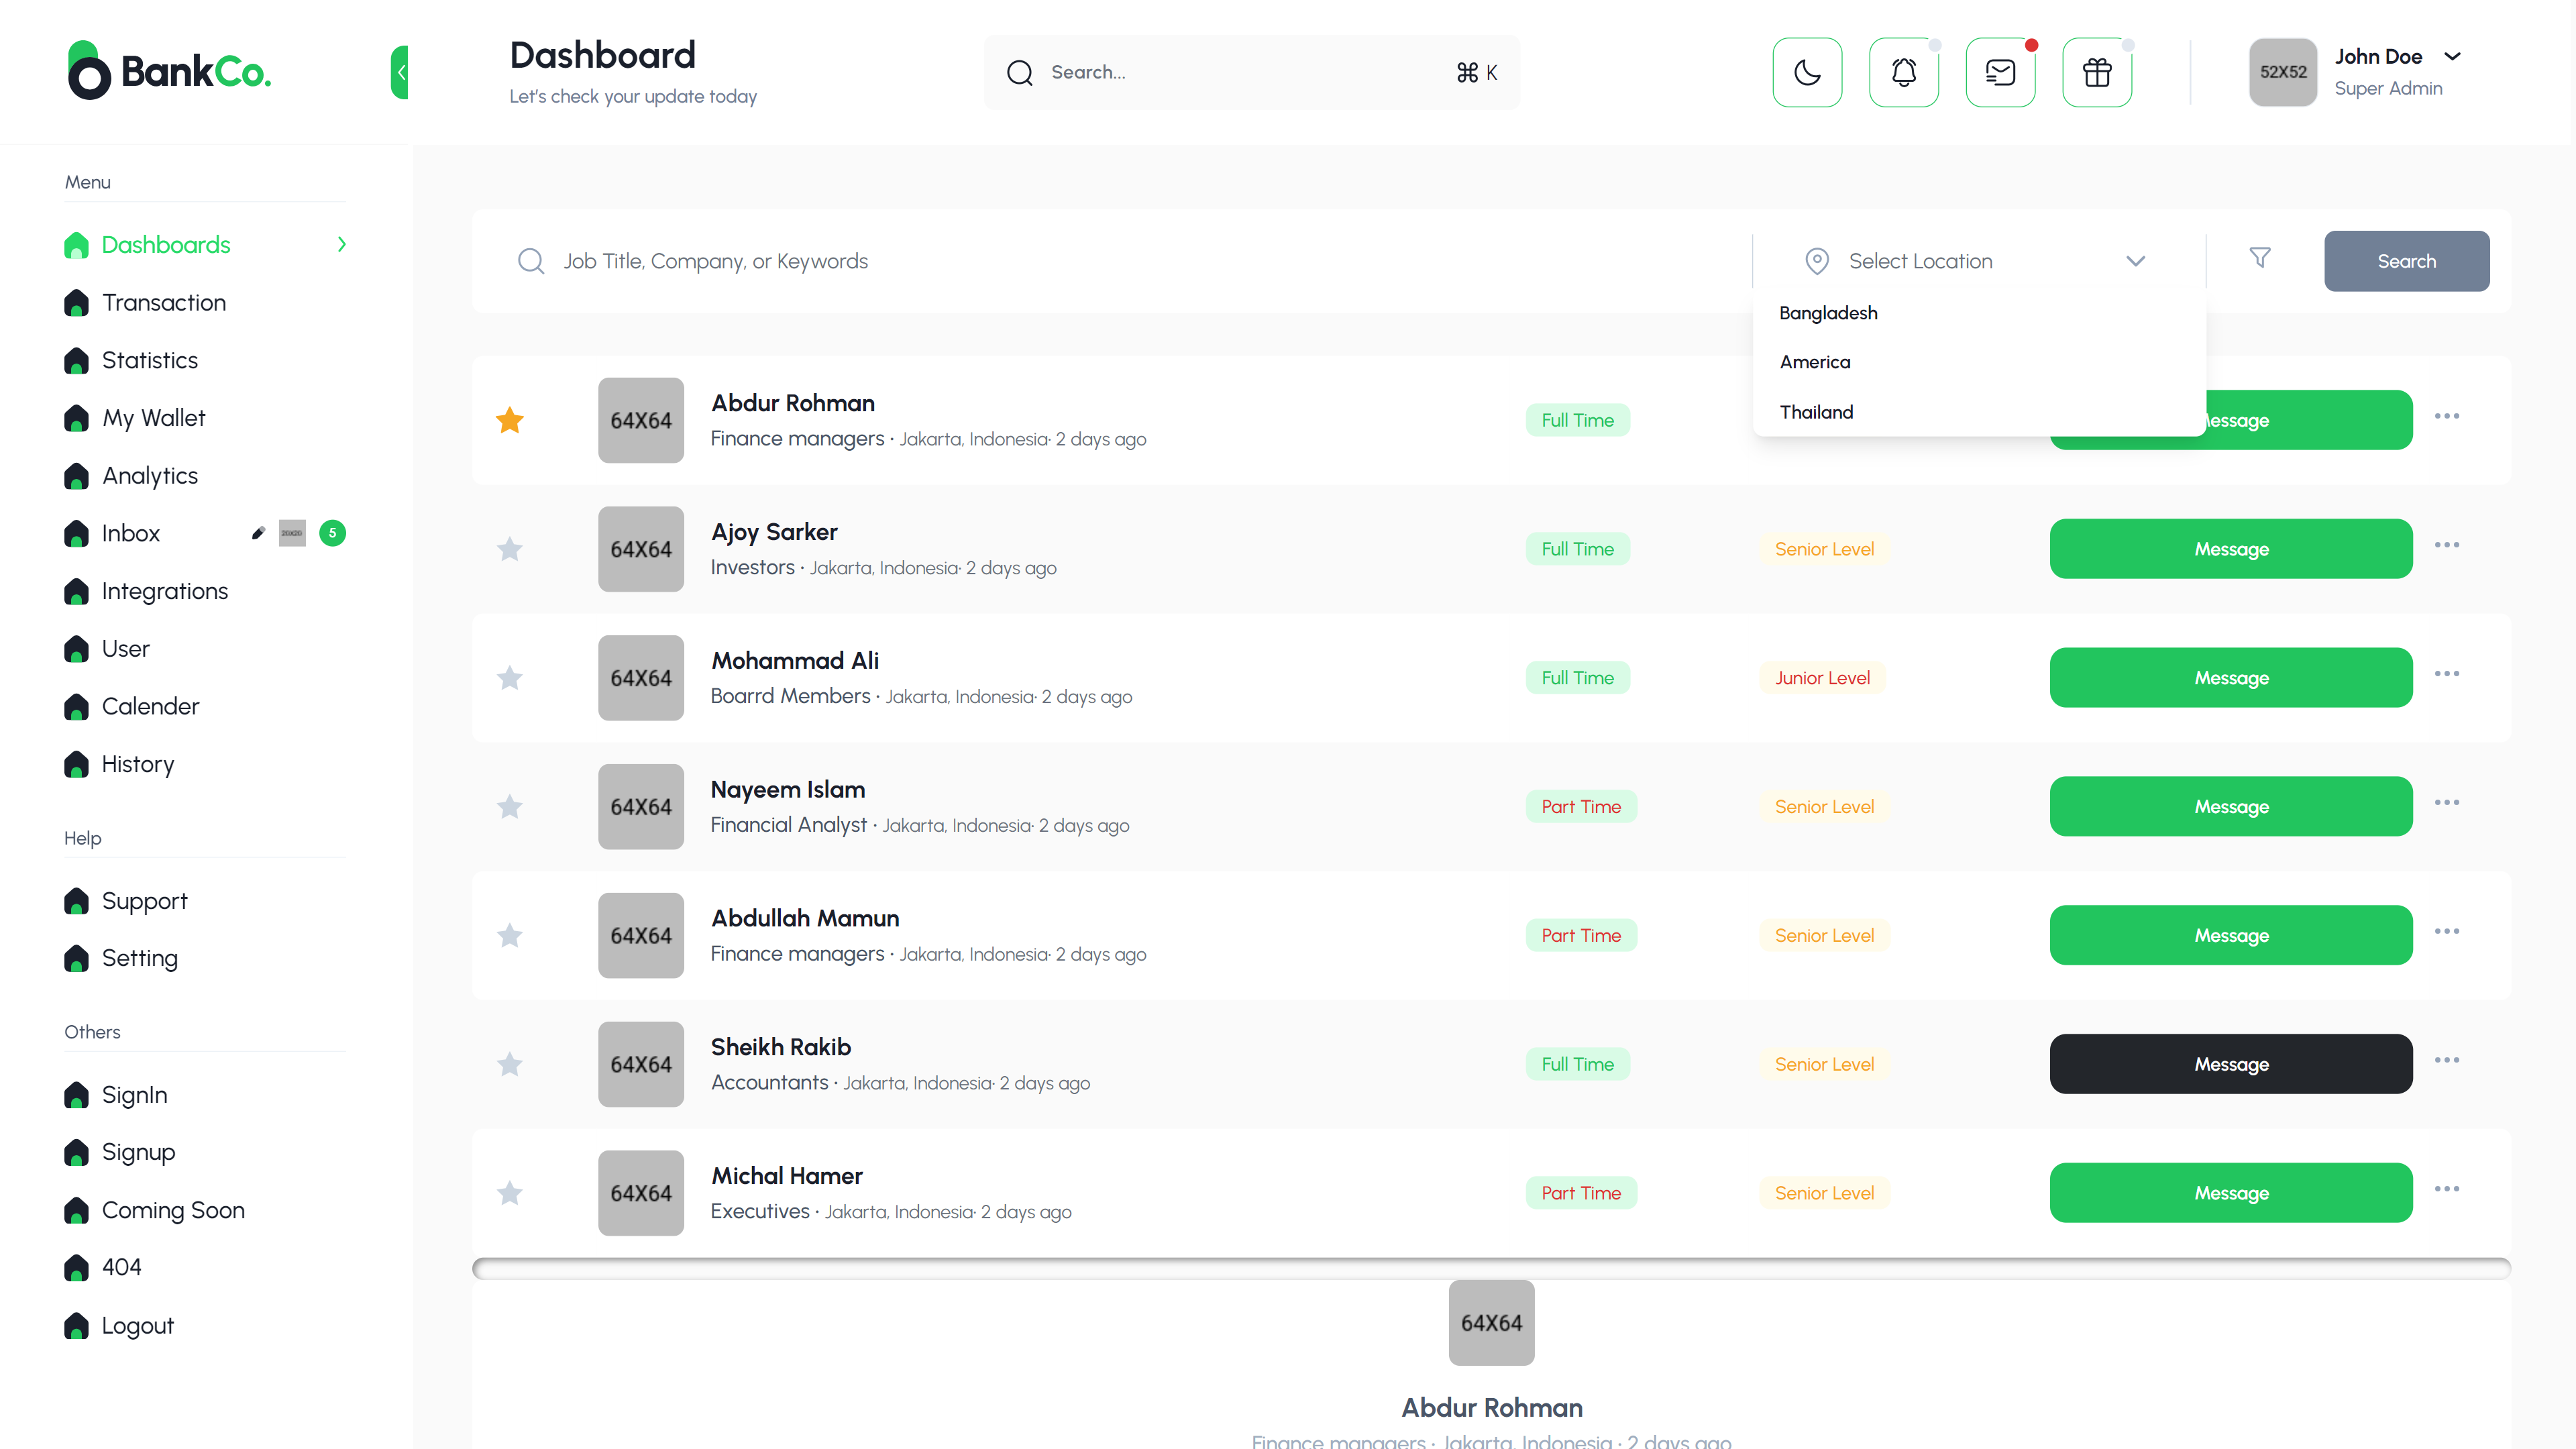 BankCo.
Dashboard
Let's check your update today
Search...
⌘ K
52X52
John Doe
Super Admin
Menu
Dashboards
Transaction
Statistics
My Wallet
Analytics
Inbox
5
Integrations
User
Calender
History
Help
Support
Setting
Others
SignIn
Signup
Coming Soon
404
Logout
Job Title, Company, or Keywords
Select Location
Search
Bangladesh
America
Thailand
64X64
Abdur Rohman
Finance managers · Jakarta, Indonesia· 2 days ago
Full Time
64X64
Ajoy Sarker
Investors · Jakarta, Indonesia· 2 days ago
Full Time
Senior Level
Message
64X64
Mohammad Ali
Boarrd Members · Jakarta, Indonesia· 2 days ago
Full Time
Junior Level
Message
64X64
Nayeem Islam
Financial Analyst · Jakarta, Indonesia· 2 days ago
Part Time
Senior Level
Message
64X64
Abdullah Mamun
Finance managers · Jakarta, Indonesia· 2 days ago
Part Time
Senior Level
Message
64X64
Sheikh Rakib
Accountants · Jakarta, Indonesia· 2 days ago
Full Time
Senior Level
Message
64X64
Michal Hamer
Executives · Jakarta, Indonesia· 2 days ago
Part Time
Senior Level
Message
64X64
Abdur Rohman
Finance managers · Jakarta, Indonesia · 2 days ago